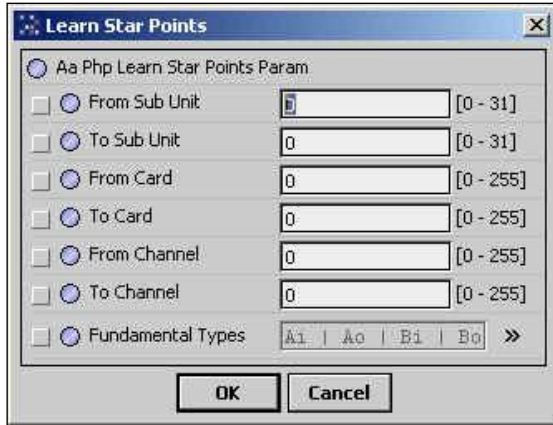 Learn Star Points
Aa Php Learn Star Points Param
From Sub Unit 0 [0 - 31]
To Sub Unit 0 [0 - 31]
From Card 0 [0 - 255]
To Card 0 [0 - 255]
From Channel 0 [0 - 255]
To Channel 0 [0 - 255]
Fundamental Types Ai | Ao | Bi | Bo »
OK Cancel